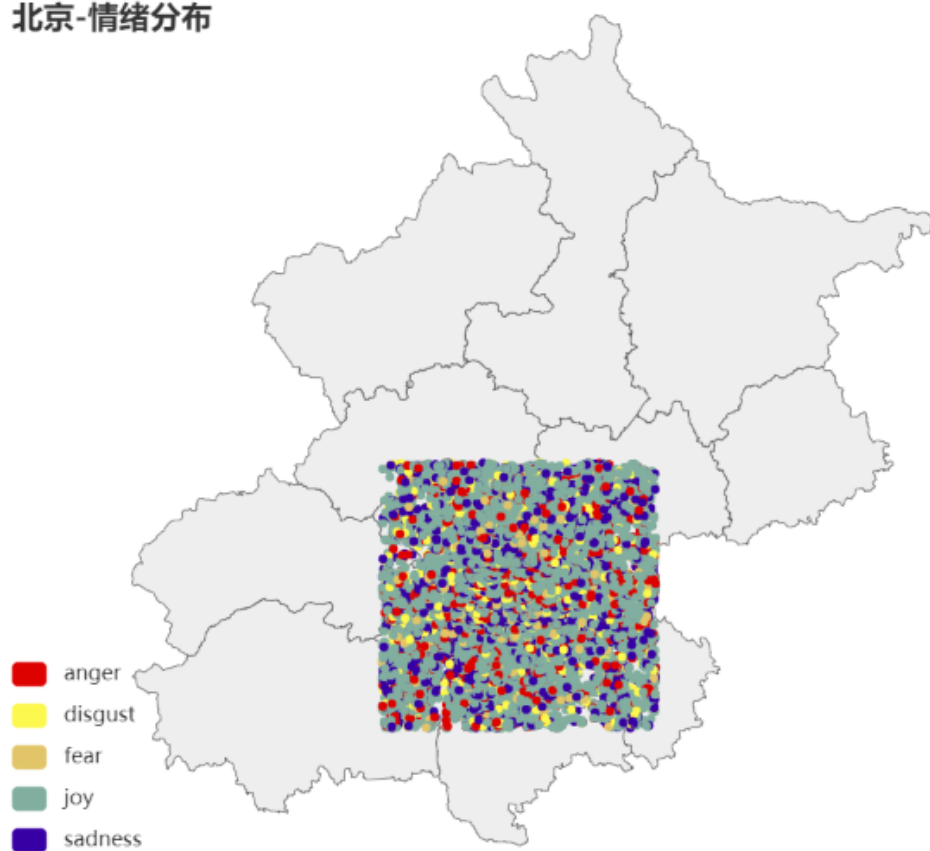 北京-情绪分布
anger
disgust
fear
joy
sadness